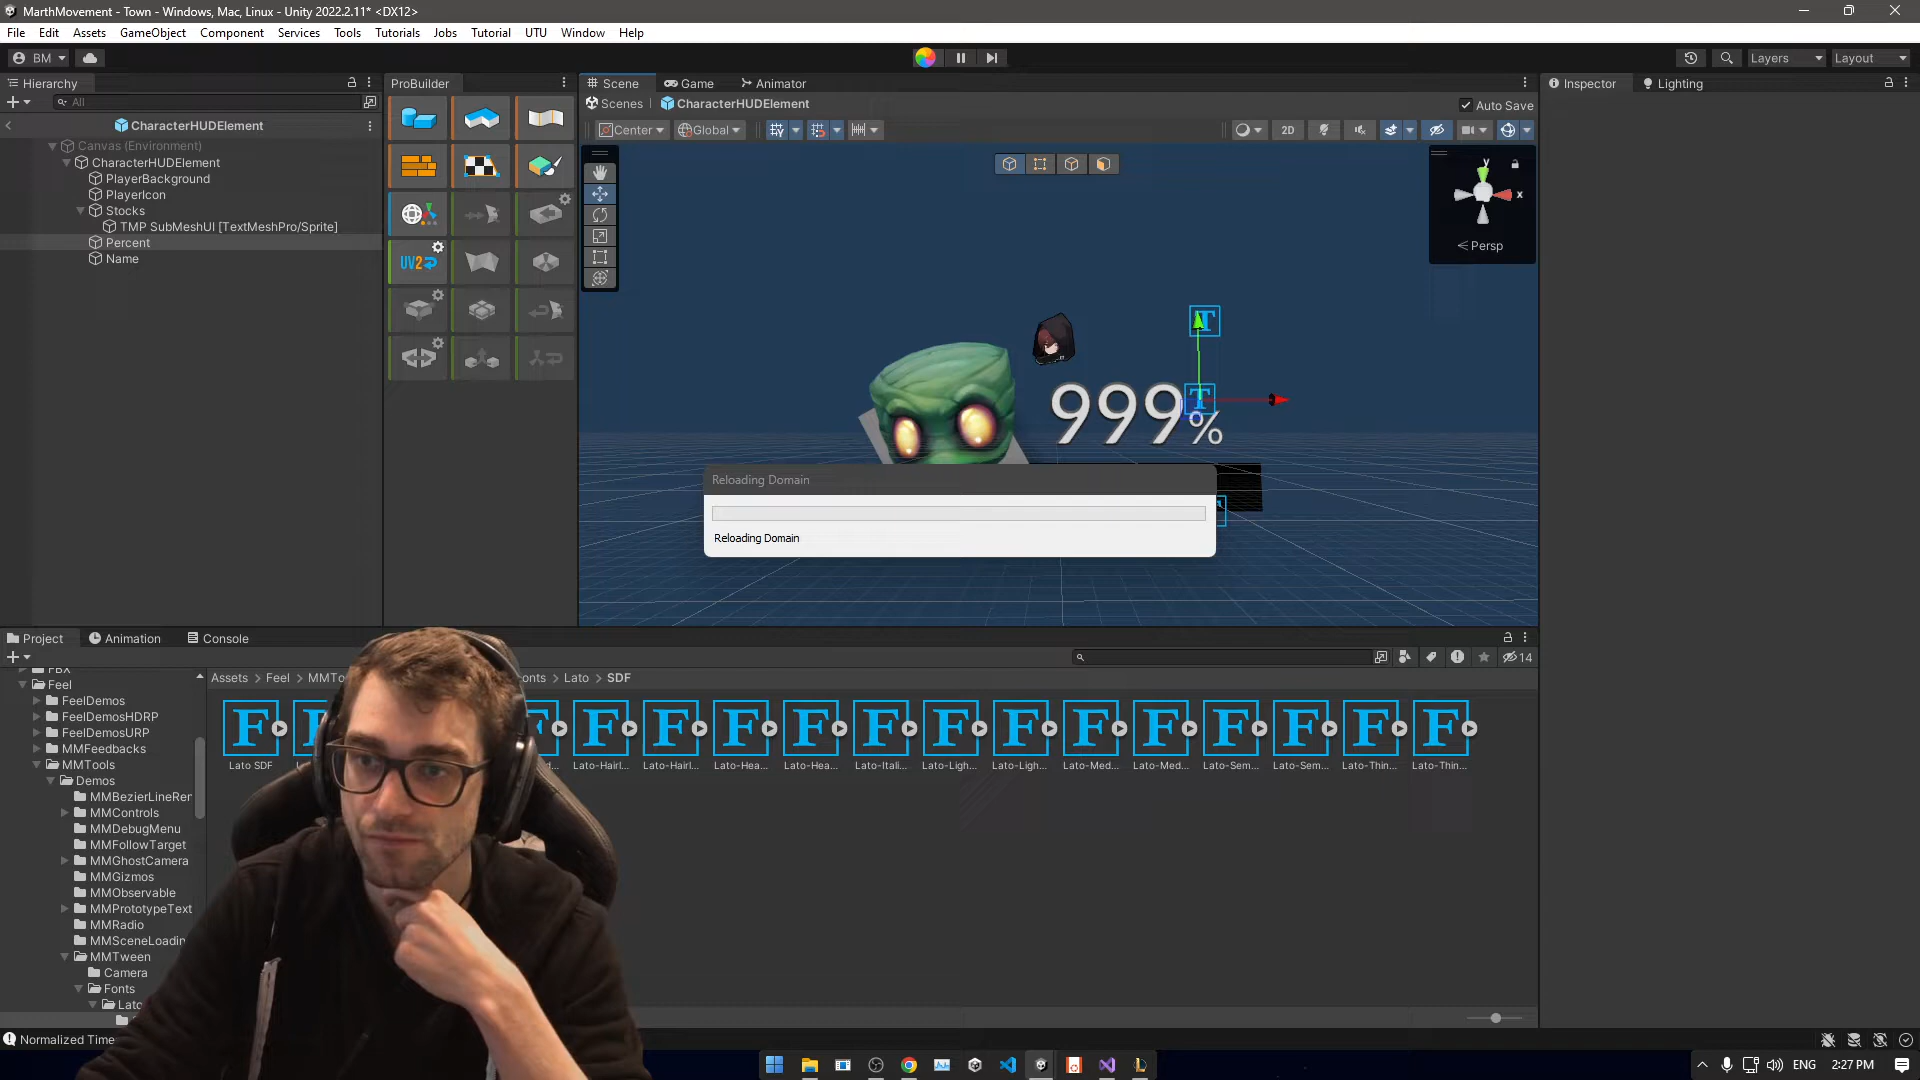 MarthMovement - Town - Windows, Mac, Linux - Unity 2022.2.11* <DX12>
File Edit Assets GameObject Component Services Tools Tutorials Jobs Tutorial UTU Window Help
BM
Layers
Layout
Hierarchy
ProBuilder
Scene
Game
Animator
Inspector
Lighting
All
Scenes
CharacterHUDElement
Auto Save
CharacterHUDElement
Center
Global
2D
Canvas (Environment)
CharacterHUDElement
PlayerBackground
PlayerIcon
Stocks
TMP SubMeshUI [TextMeshPro/Sprite]
Percent
Name
UV2
y
x
Persp
999%
Reloading Domain
Reloading Domain
Project
Animation
Console
14
FBX
Feel
FeelDemos
FeelDemosHDRP
FeelDemosURP
MMFeedbacks
MMTools
Demos
MMBezierLineRer
MMControls
MMDebugMenu
MMFollowTarget
MMGhostCamera
MMGizmos
MMObservable
MMPrototypeText
MMRadio
MMSceneLoadin
MMTween
Camera
Fonts
Lato
Assets > Feel > MMTo
onts > Lato > SDF
Lato SDF
Lato-Hairl...
Lato-Hairl...
Lato-Hea...
Lato-Hea...
Lato-Itali...
Lato-Ligh...
Lato-Ligh...
Lato-Med...
Lato-Med...
Lato-Sem...
Lato-Sem...
Lato-Thin...
Lato-Thin...
Normalized Time
ENG
2:27 PM